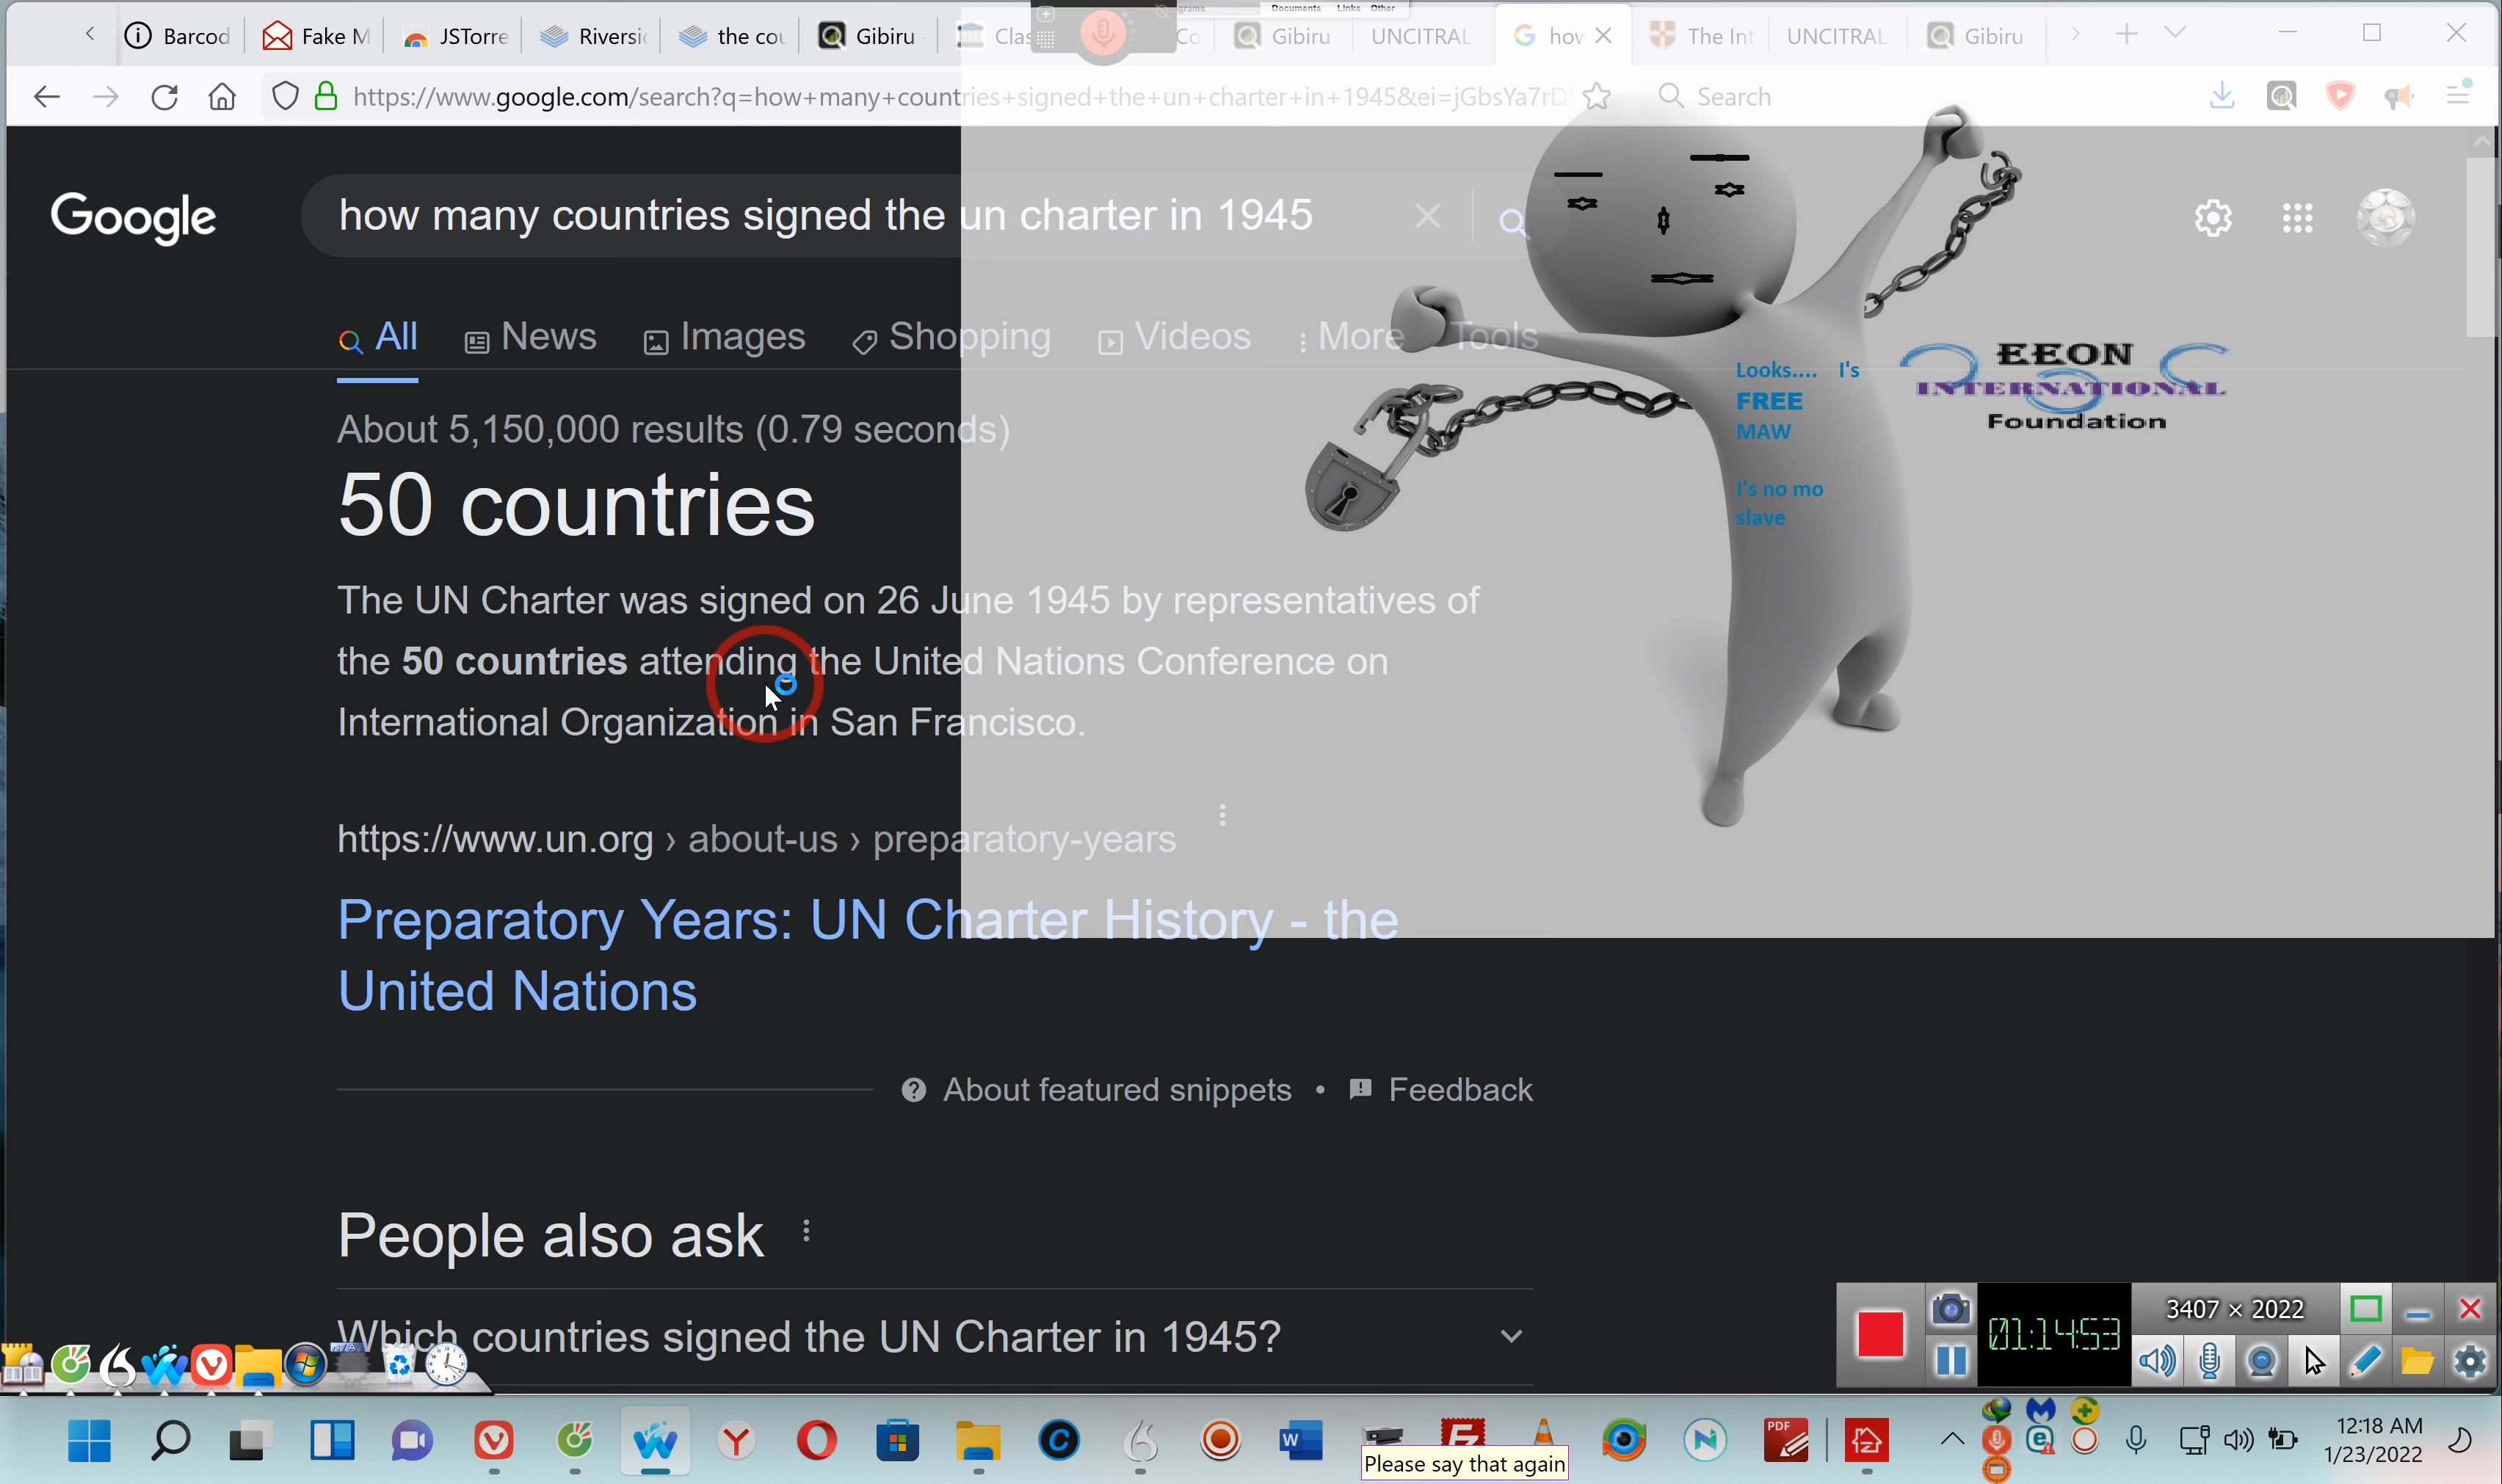 Barcod
Fake M
JSTorre
Riversi
the cou
Gibiru
Clas
Co
Gibiru
UNCITRAL
how
The Int
UNCITRAL
Gibiru
Documents Links Other
https://www.google.com/search?q=how+many+countries+signed+the+un+charter+in+1945&ei=jGbsYa7rD
Search
Google
how many countries signed the un charter in 1945
All
News
Images
Shopping
Videos
More
Tools
About 5,150,000 results (0.79 seconds)
50 countries
The UN Charter was signed on 26 June 1945 by representatives of
the 50 countries attending the United Nations Conference on
International Organization in San Francisco.
https://www.un.org › about-us › preparatory-years
Preparatory Years: UN Charter History - the
United Nations
About featured snippets • Feedback
People also ask
Which countries signed the UN Charter in 1945?
Looks.... I's
FREE
MAW
I's no mo
slave
EEON
INTERNATIONAL
Foundation
01:14:53
3407 × 2022
PDF
Please say that again
12:18 AM
1/23/2022